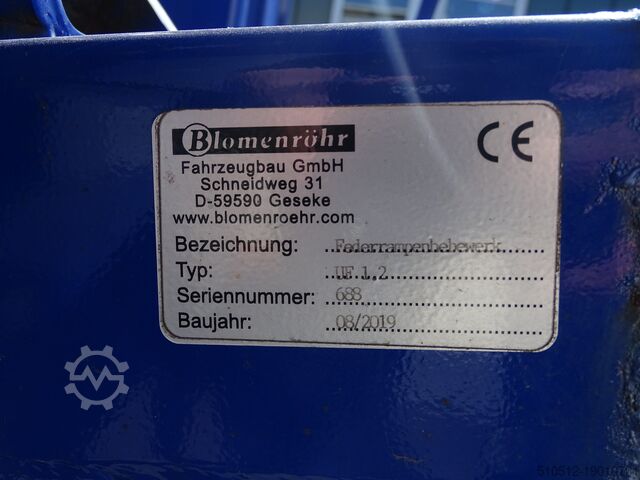 Blomenröhr
CE
Fahrzeugbau GmbH
Schneidweg 31
D-59590 Geseke
www.blomenroehr.com
Bezeichnung: Federrampenhebewerk
Typ: UF 1,2
Seriennummer: 688
Baujahr: 08/2019